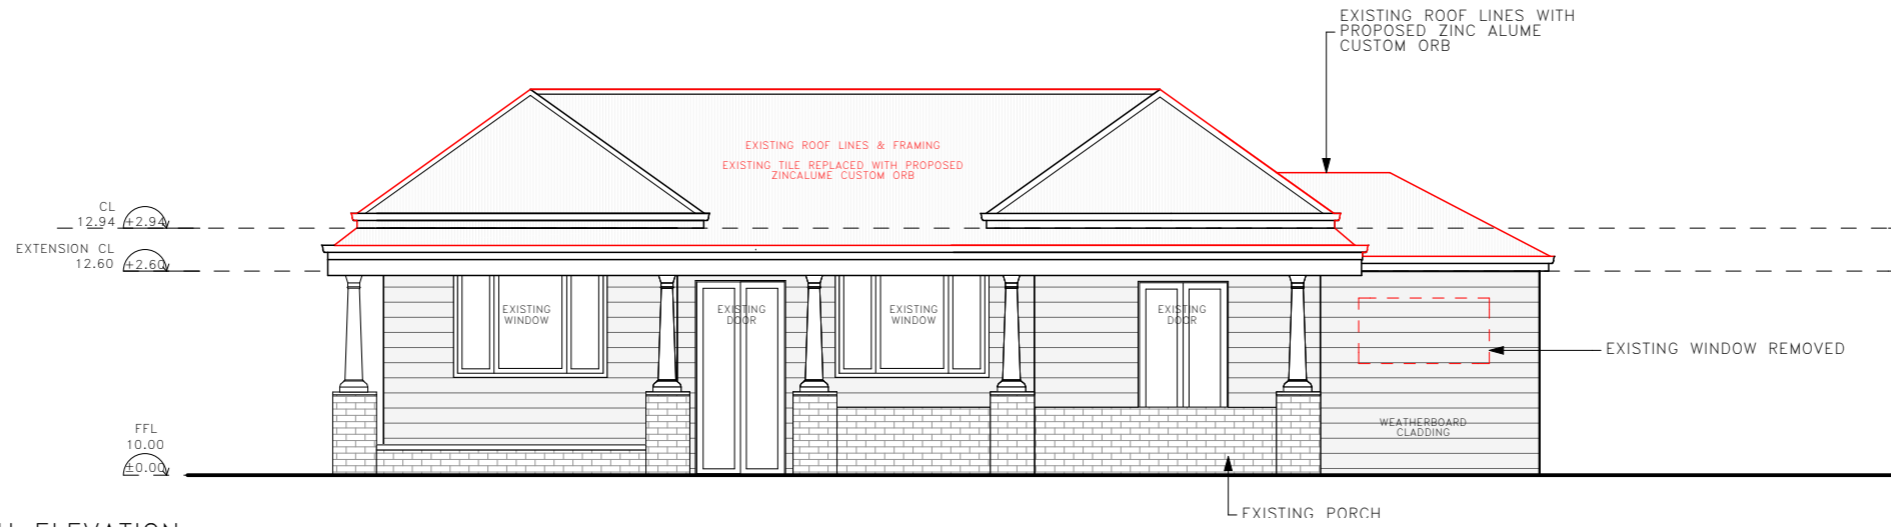 EXISTING ROOF LINES WITH
PROPOSED ZINC ALUME
CUSTOM ORB
EXISTING ROOF LINES & FRAMING
EXISTING TILE REPLACED WITH PROPOSED
ZINCALUME CUSTOM ORB
CL
12.94 +2.94
EXTENSION CL
12.60 +2.60
EXISTING
WINDOW
EXISTING
DOOR
EXISTING
WINDOW
EXISTING
DOOR
EXISTING WINDOW REMOVED
WEATHERBOARD
CLADDING
FFL
10.00
±0.00
EXISTING PORCH
ELEVATION